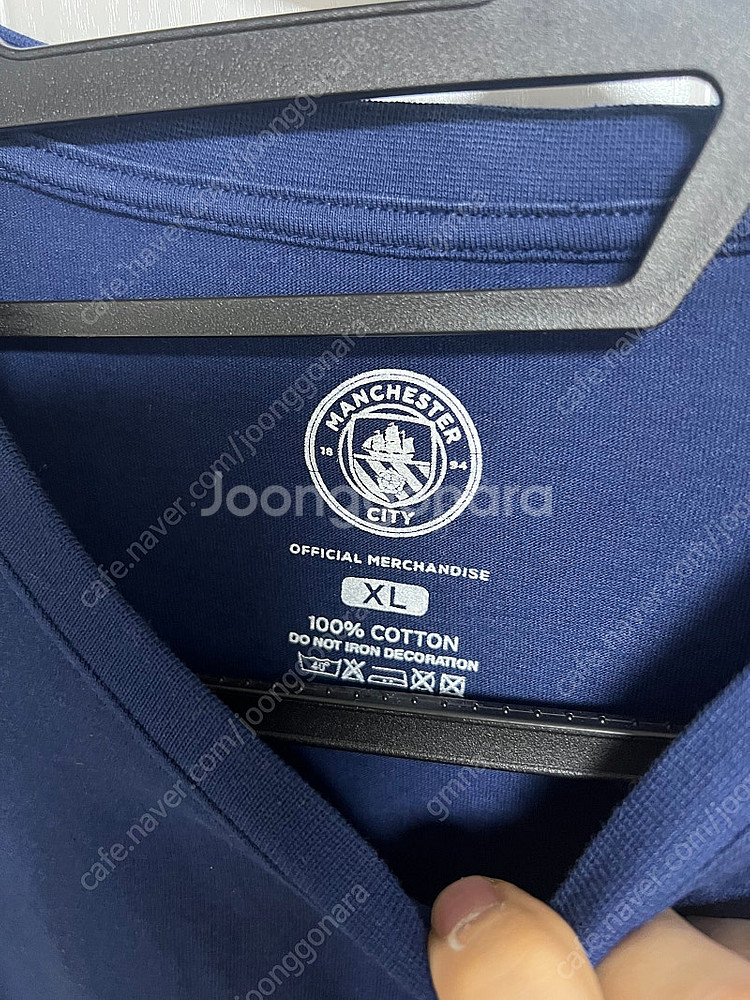 MANCHESTER
18 94
CITY
Joonggonara
OFFICIAL MERCHANDISE
XL
100% COTTON
DO NOT IRON DECORATION
40°
cafe.naver.com/joonggonara